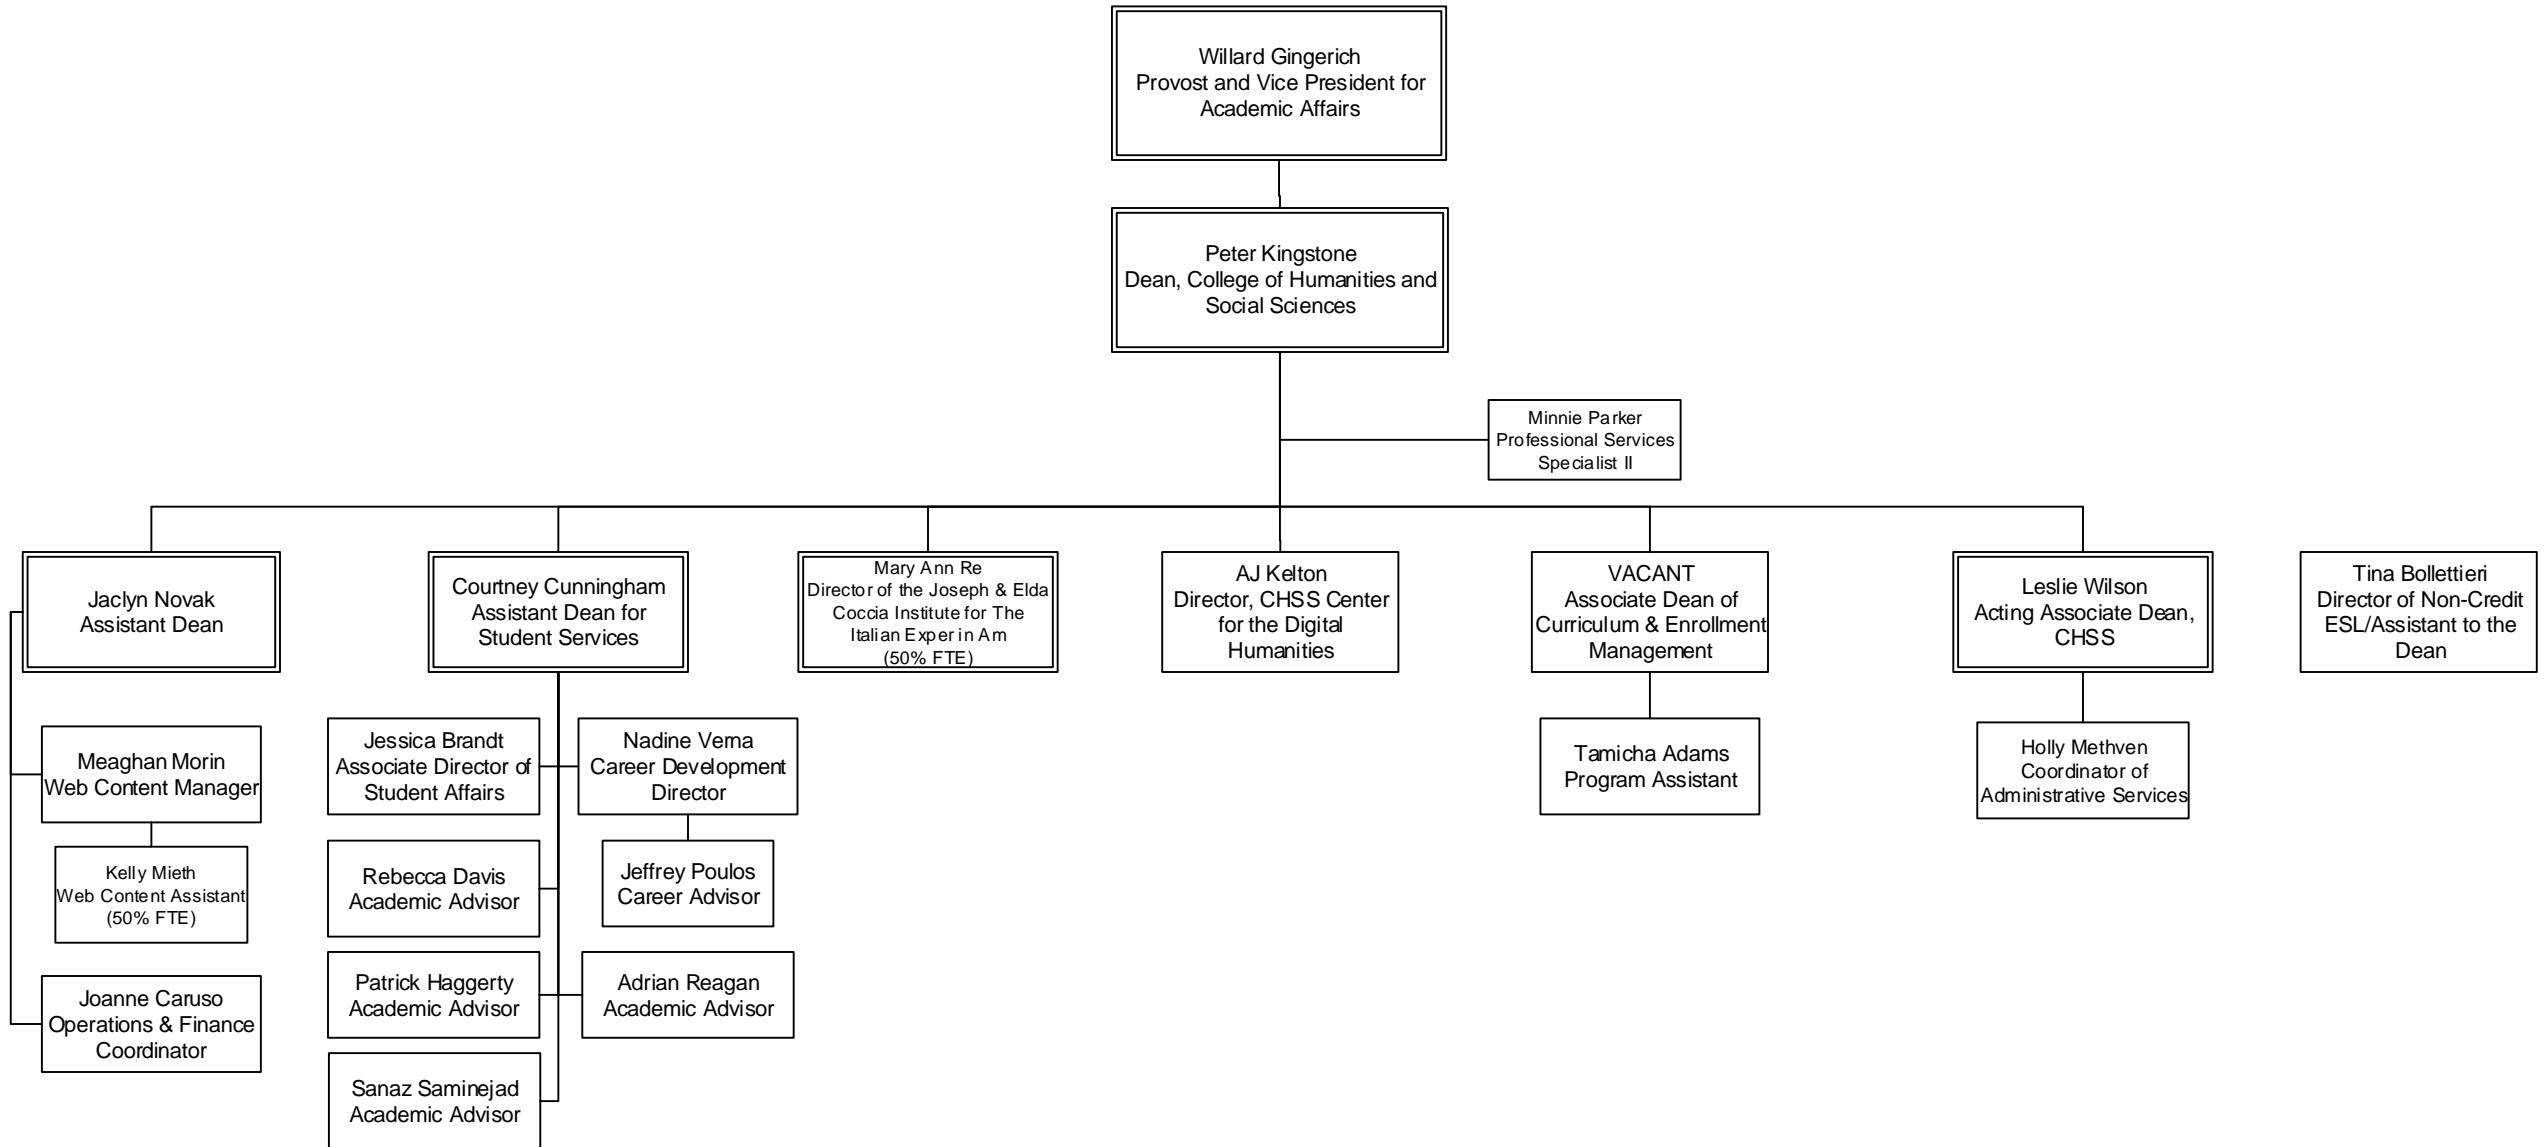 Willard Gingerich
Provost and Vice President for
Academic Affairs
Peter Kingstone
Dean, College of Humanities and
Social Sciences
Minnie Parker
Professional Services
Specialist II
Jaclyn Novak
Assistant Dean
Courtney Cunningham
Assistant Dean for
Student Services
Mary Ann Re
Director of the Joseph & Elda
Coccia Institute for The
Italian Exper in Am
(50% FTE)
AJ Kelton
Director, CHSS Center
for the Digital
Humanities
VACANT
Associate Dean of
Curriculum & Enrollment
Management
Leslie Wilson
Acting Associate Dean,
CHSS
Tina Bollettieri
Director of Non-Credit
ESL/Assistant to the
Dean
Meaghan Morin
Web Content Manager
Kelly Mieth
Web Content Assistant
(50% FTE)
Joanne Caruso
Operations & Finance
Coordinator
Jessica Brandt
Associate Director of
Student Affairs
Nadine Verna
Career Development
Director
Rebecca Davis
Academic Advisor
Jeffrey Poulos
Career Advisor
Patrick Haggerty
Academic Advisor
Adrian Reagan
Academic Advisor
Sanaz Saminejad
Academic Advisor
Tamicha Adams
Program Assistant
Holly Methven
Coordinator of
Administrative Services